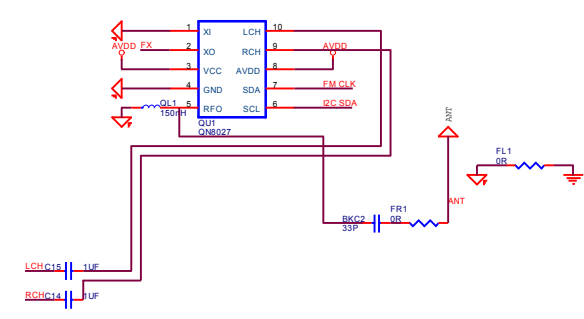 1 XI LCH 10
AVDD FX 2 XO RCH 9 AVDD
3 VCC AVDD 8
4 GND SDA 7 FM CLK
QL1 5 RFO SCL 6 I2C SDA
150nH
QU1
QN8027
ANT
FL1
0R
ANT
FR1
BKC2 0R
33P
LCH C15 1UF
RCH C14 1UF